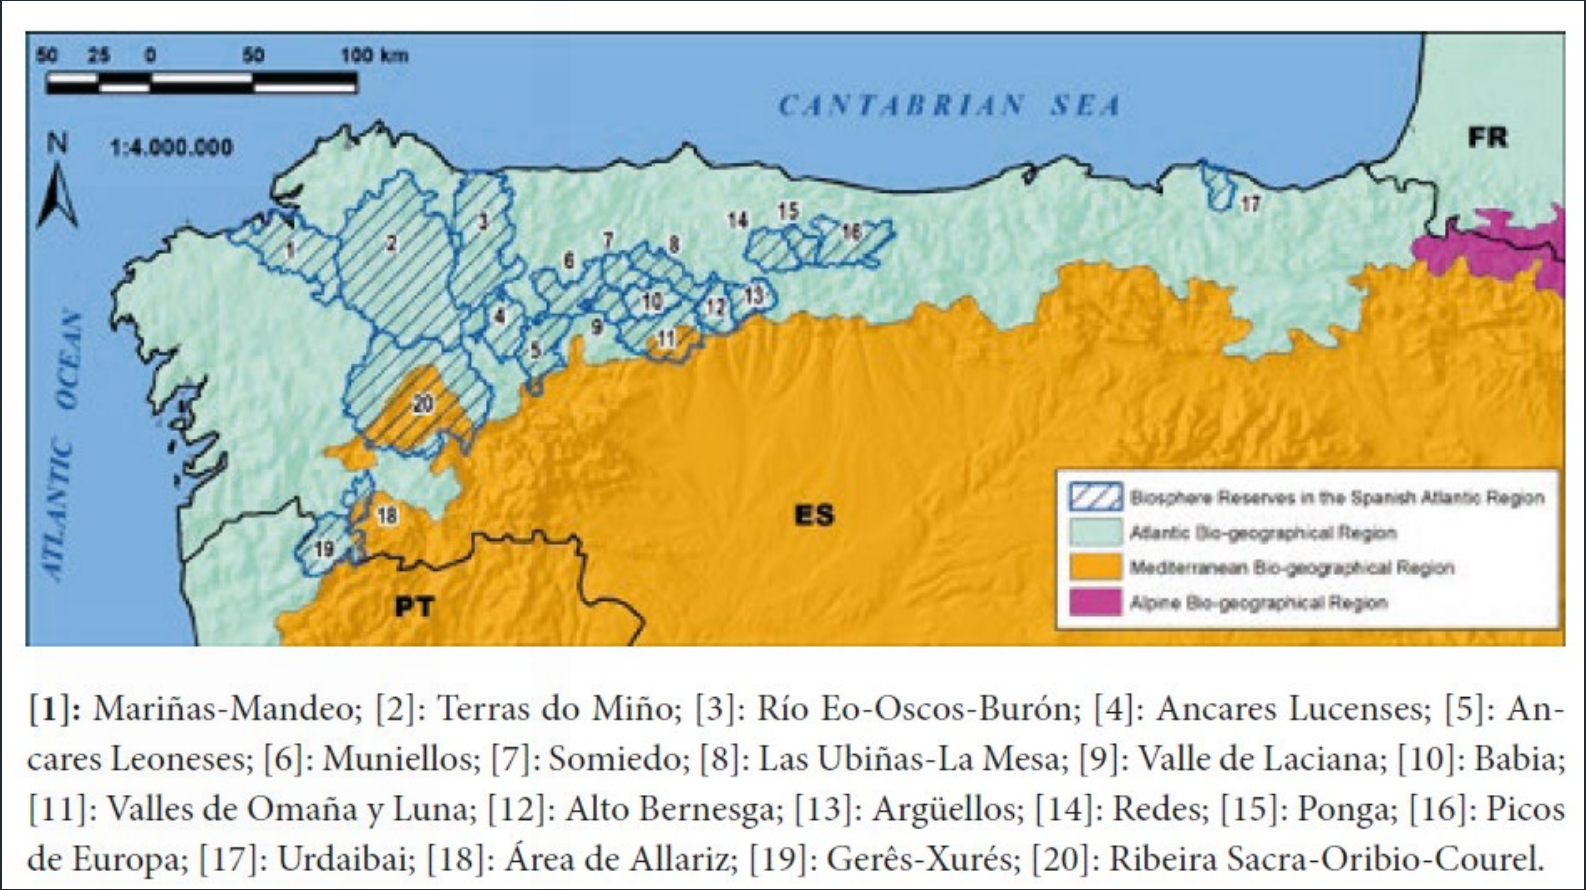 50 25 0 50 100 km
CANTABRIAN SEA
N
1:4.000.000
FR
ATLANTIC OCEAN
1
2
3
4
5
6
7
8
9
10
11
12
13
14
15
16
17
18
19
20
ES
PT
Biosphere Reserves in the Spanish Atlantic Region
Atlantic Bio-geographical Region
Mediterranean Bio-geographical Region
Alpine Bio-geographical Region
[1]: Mariñas-Mandeo; [2]: Terras do Miño; [3]: Río Eo-Oscos-Burón; [4]: Ancares Lucenses; [5]: An-
cares Leoneses; [6]: Muniellos; [7]: Somiedo; [8]: Las Ubiñas-La Mesa; [9]: Valle de Laciana; [10]: Babia;
[11]: Valles de Omaña y Luna; [12]: Alto Bernesga; [13]: Argüellos; [14]: Redes; [15]: Ponga; [16]: Picos
de Europa; [17]: Urdaibai; [18]: Área de Allariz; [19]: Gerês-Xurés; [20]: Ribeira Sacra-Oribio-Courel.